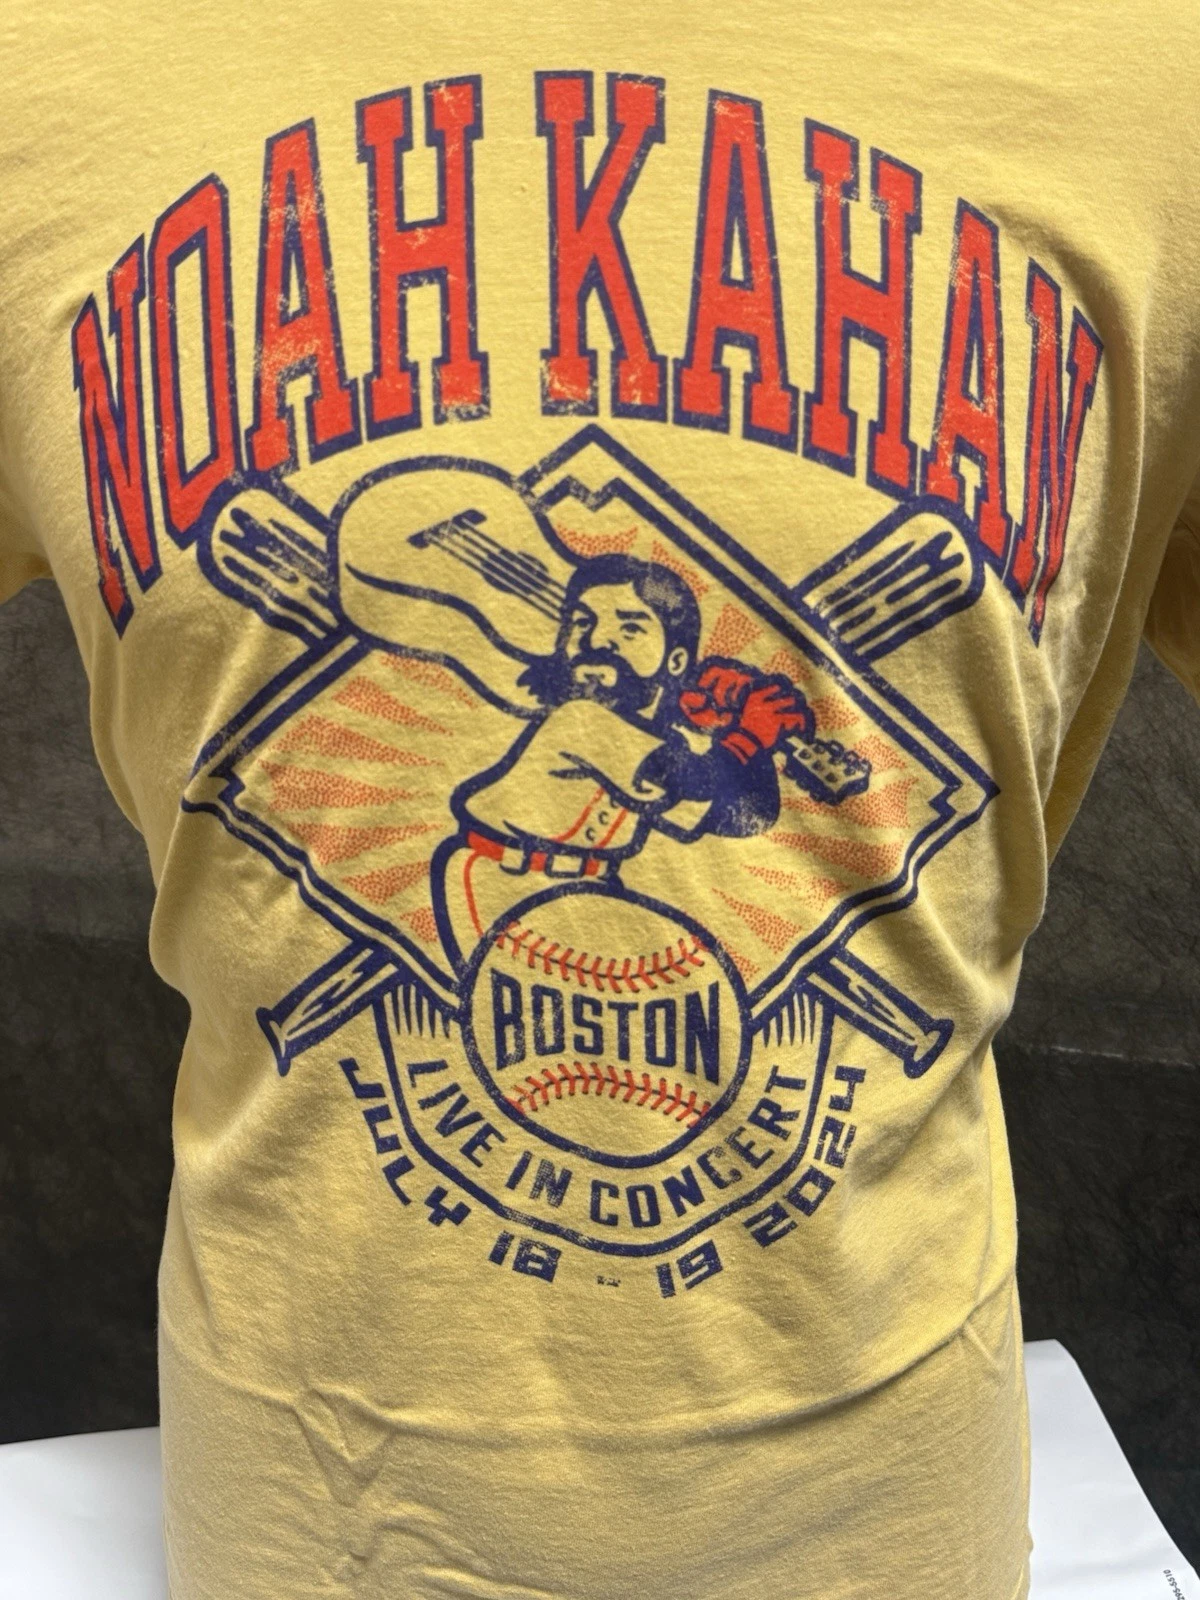 NOAH KAHAN
BOSTON
LIVE IN CONCERT
JULY 18 - 19 2024